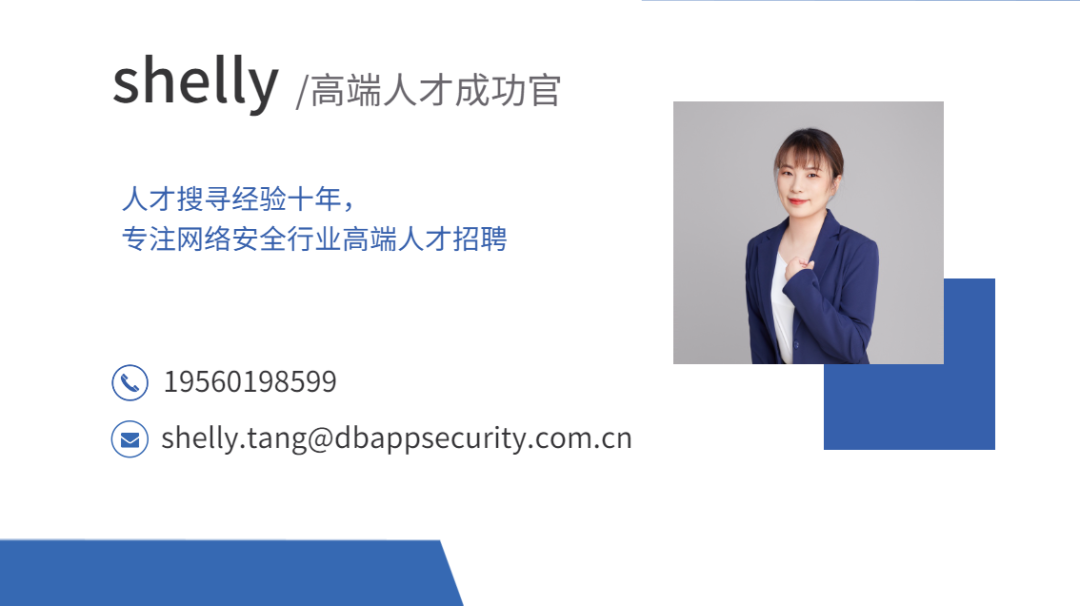 shelly /高端人才成功官
人才搜寻经验十年，
专注网络安全行业高端人才招聘
19560198599
shelly.tang@dbappsecurity.com.cn